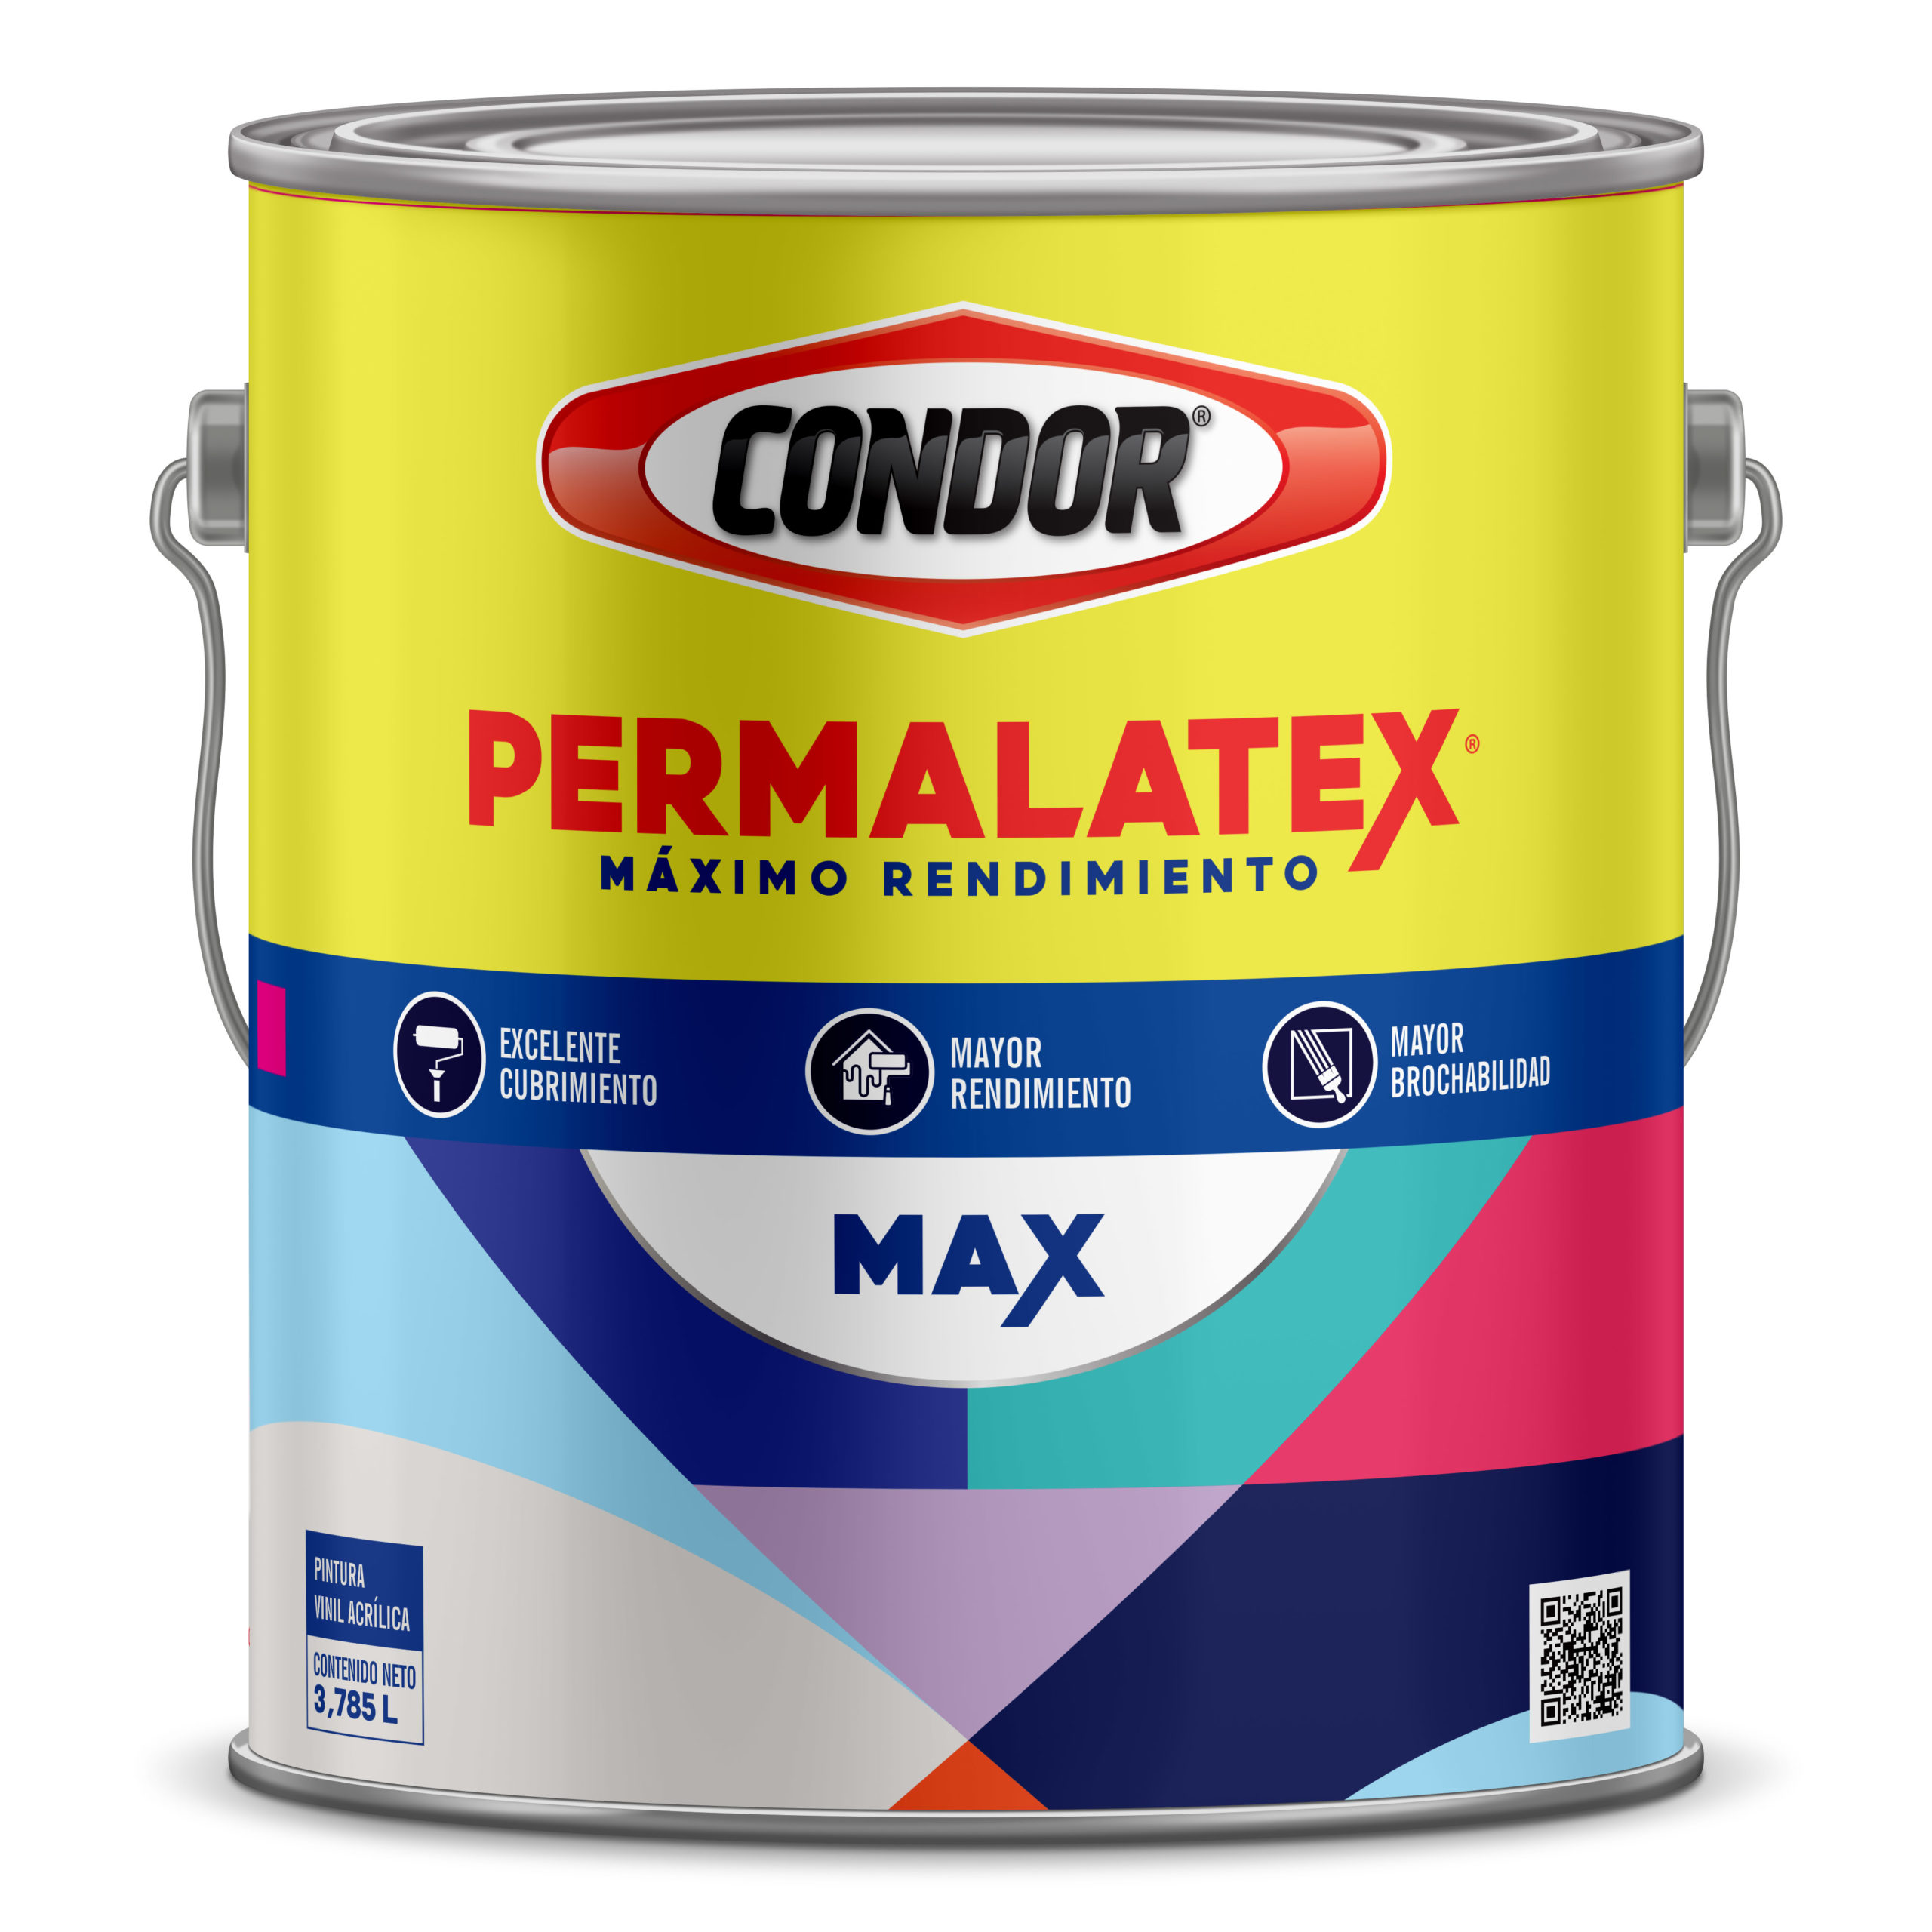 CONDOR®
PERMALATEX®
MÁXIMO RENDIMIENTO
EXCELENTE
CUBRIMIENTO
MAYOR
RENDIMIENTO
MAYOR
BROCHABILIDAD
MAX
PINTURA
VINIL ACRÍLICA
CONTENIDO NETO
3,785 L